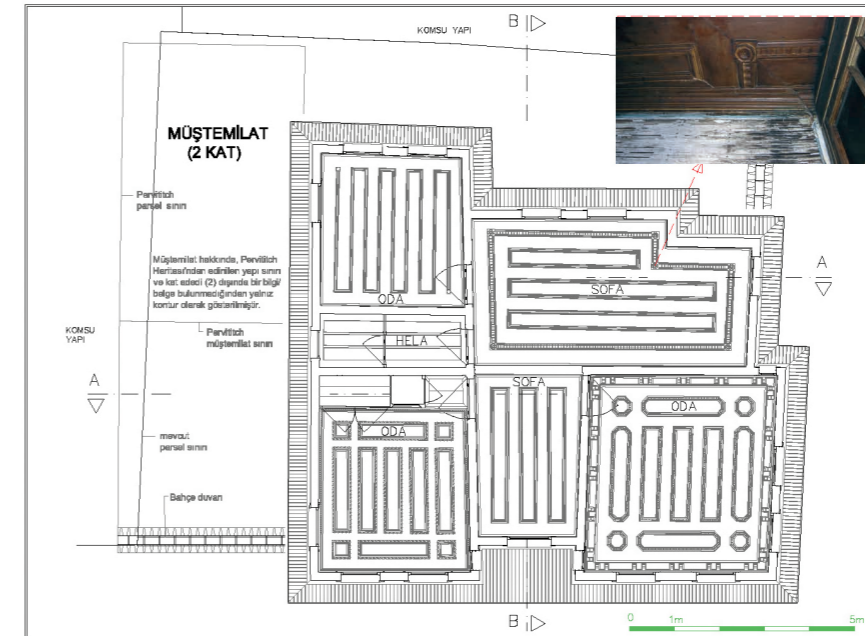 B
KOMSU YAPI
MÜŞTEMİLAT
(2 KAT)
Pervititch
parsel sınırı
Müştemilat hakkında, Pervititch
Haritası'ndan edinilen yapı sınırı
ve kat adedi (2) dışında bir bilgi/
belge bulunmadığından yalnız
kontur olarak gösterilmiştir.
KOMSU
YAPI
Pervititch
müştemilat sınırı
A
A
mevcut
parsel sınırı
Bahçe duvarı
ODA
SOFA
HELA
SOFA
ODA
ODA
B
0 1m 5m